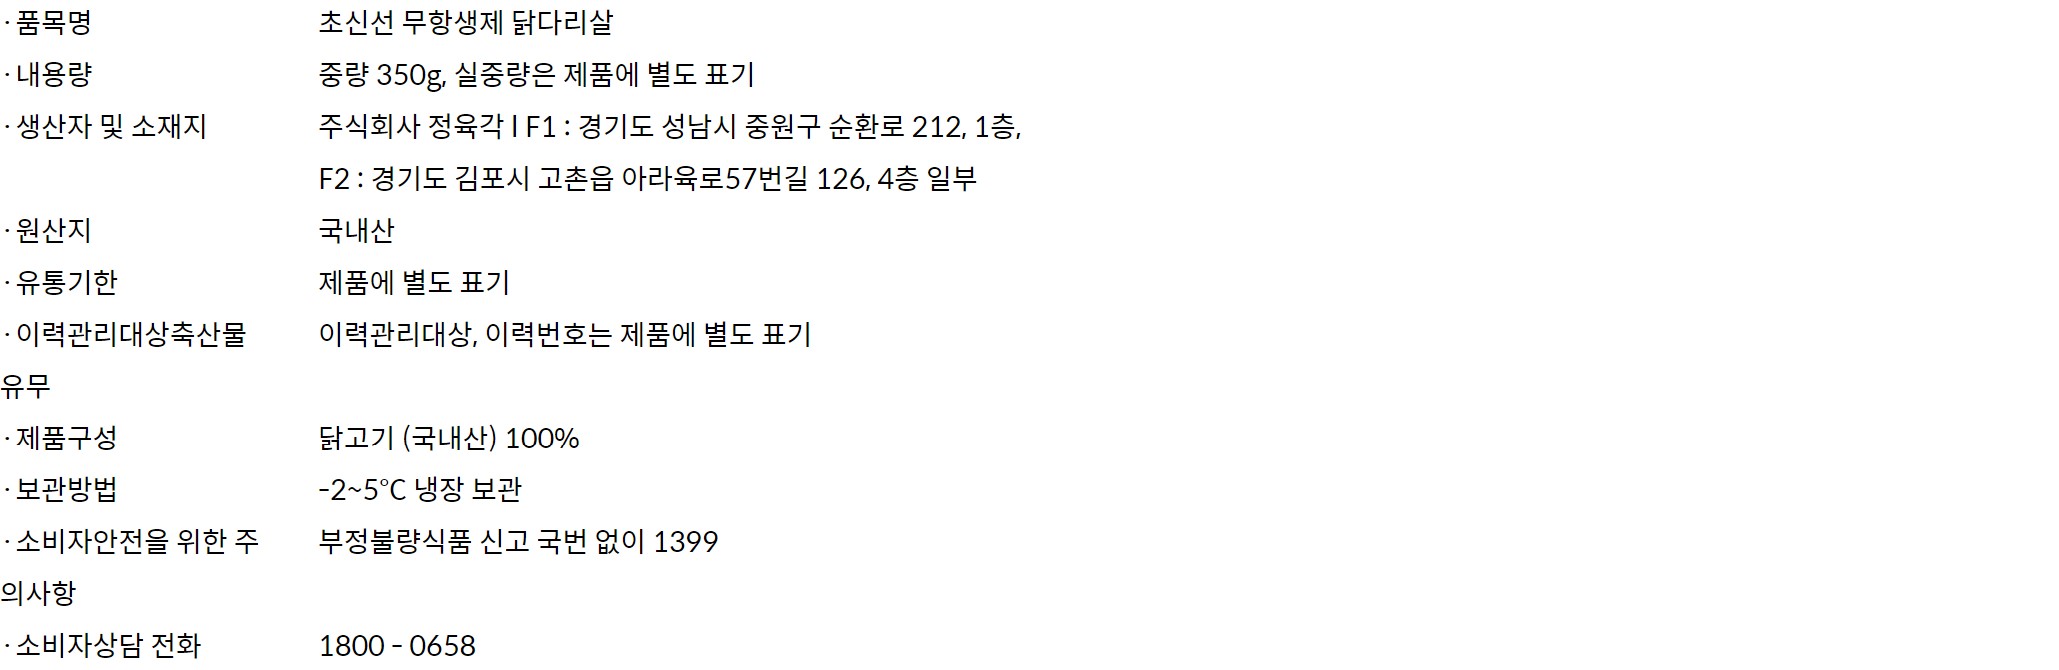 · 품목명 초신선 무항생제 닭다리살
· 내용량 중량 350g, 실중량은 제품에 별도 표기
· 생산자 및 소재지 주식회사 정육각 I F1 : 경기도 성남시 중원구 순환로 212, 1층,
F2 : 경기도 김포시 고촌읍 아라육로57번길 126, 4층 일부
· 원산지 국내산
· 유통기한 제품에 별도 표기
· 이력관리대상축산물 이력관리대상, 이력번호는 제품에 별도 표기
유무
· 제품구성 닭고기 (국내산) 100%
· 보관방법 -2~5°C 냉장 보관
· 소비자안전을 위한 주 부정불량식품 신고 국번 없이 1399
의사항
· 소비자상담 전화 1800 - 0658